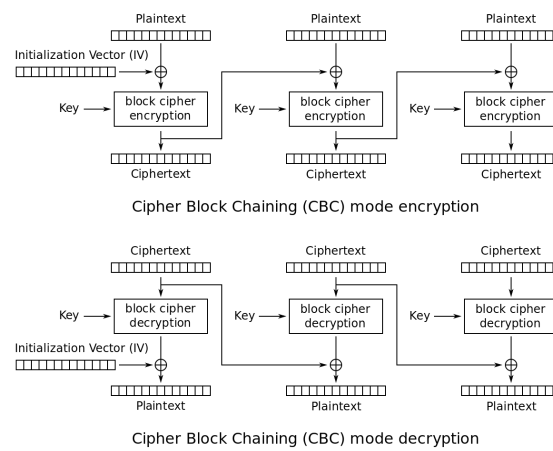 Plaintext Plaintext Plaintext
Initialization Vector (IV)
Key block cipher Key block cipher Key block cipher
encryption encryption encryption
Ciphertext Ciphertext Ciphertext
Cipher Block Chaining (CBC) mode encryption
Ciphertext Ciphertext Ciphertext
Key block cipher Key block cipher Key block cipher
decryption decryption decryption
Initialization Vector (IV)
Plaintext Plaintext Plaintext
Cipher Block Chaining (CBC) mode decryption